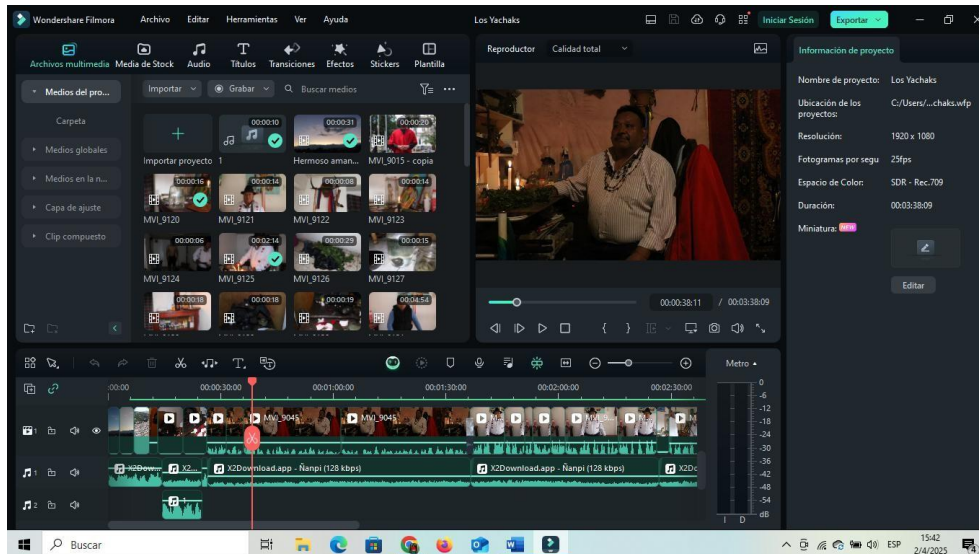 Wondershare Filmora Archivo Editar Herramientas Ver Ayuda Los Yachaks Iniciar Sesión Exportar
Archivos multimedia Media de Stock Audio Títulos Transiciones Efectos Stickers Plantilla
Medios del pro...
Carpeta
Medios globales
Medios en la n...
Capa de ajuste
Clip compuesto
Importar Grabar Buscar medios
00:00:10 00:00:31 00:00:20
Importar proyecto 1 Hermoso aman... MVI_9015 - copia
00:00:16 00:00:14 00:00:08 00:00:14
MVI_9120 MVI_9121 MVI_9122 MVI_9123
00:00:06 00:02:14 00:00:29 00:00:15
MVI_9124 MVI_9125 MVI_9126 MVI_9127
00:00:18 00:00:18 00:00:19 00:04:54
Reproductor Calidad total
00:00:38:11 / 00:03:38:09
Información de proyecto
Nombre de proyecto: Los Yachaks
Ubicación de los proyectos: C:/Users/...chaks.wfp
Resolución: 1920 x 1080
Fotogramas por segu 25fps
Espacio de Color: SDR - Rec.709
Duración: 00:03:38:09
Miniatura: NEW
Editar
Metro
:00:00 00:00:30:00 00:01:00:00 00:01:30:00 00:02:00:00 00:02:30:00
1 MVI_9045 MVI_9045
1 X2Dow... X2... X2Download.app - Ñanpi (128 kbps) X2Download.app - Ñanpi (128 kbps) X2Dc
2 1
0
-6
-12
-18
-24
-30
-36
-42
-48
-54
dB
I D
Buscar
ESP 15:42
2/4/2025